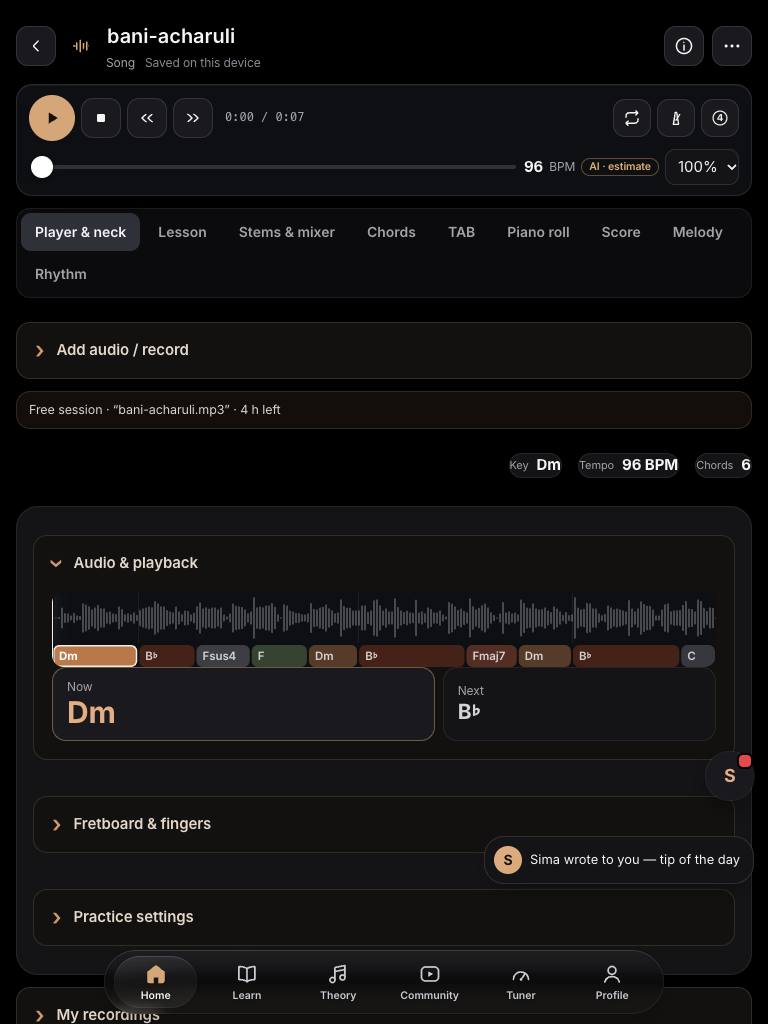 bani-acharuli
Song Saved on this device
0:00 / 0:07
4
96 BPM AI · estimate 100%
Player & neck Lesson Stems & mixer Chords TAB Piano roll Score Melody
Rhythm
Add audio / record
Free session · “bani-acharuli.mp3” · 4 h left
Key Dm Tempo 96 BPM Chords 6
Audio & playback
Dm B♭ Fsus4 F Dm B♭ Fmaj7 Dm B♭ C
Now
Dm
Next
B♭
S
Fretboard & fingers
S Sima wrote to you — tip of the day
Practice settings
Home Learn Theory Community Tuner Profile
My recordings